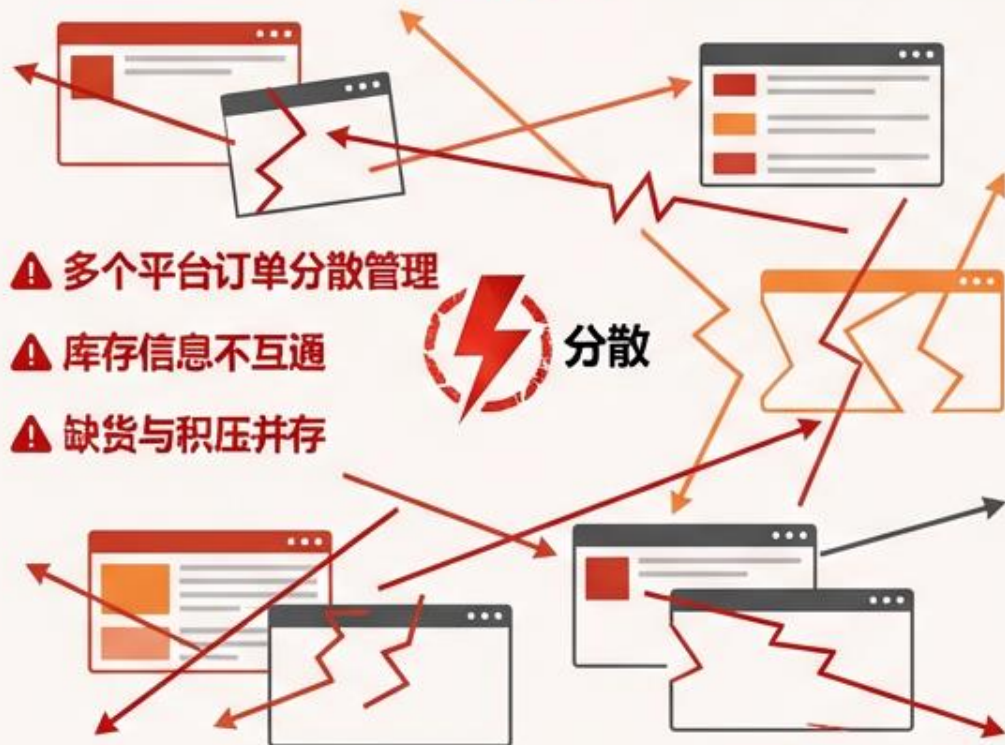 多个平台订单分散管理
库存信息不互通
缺货与积压并存
分散